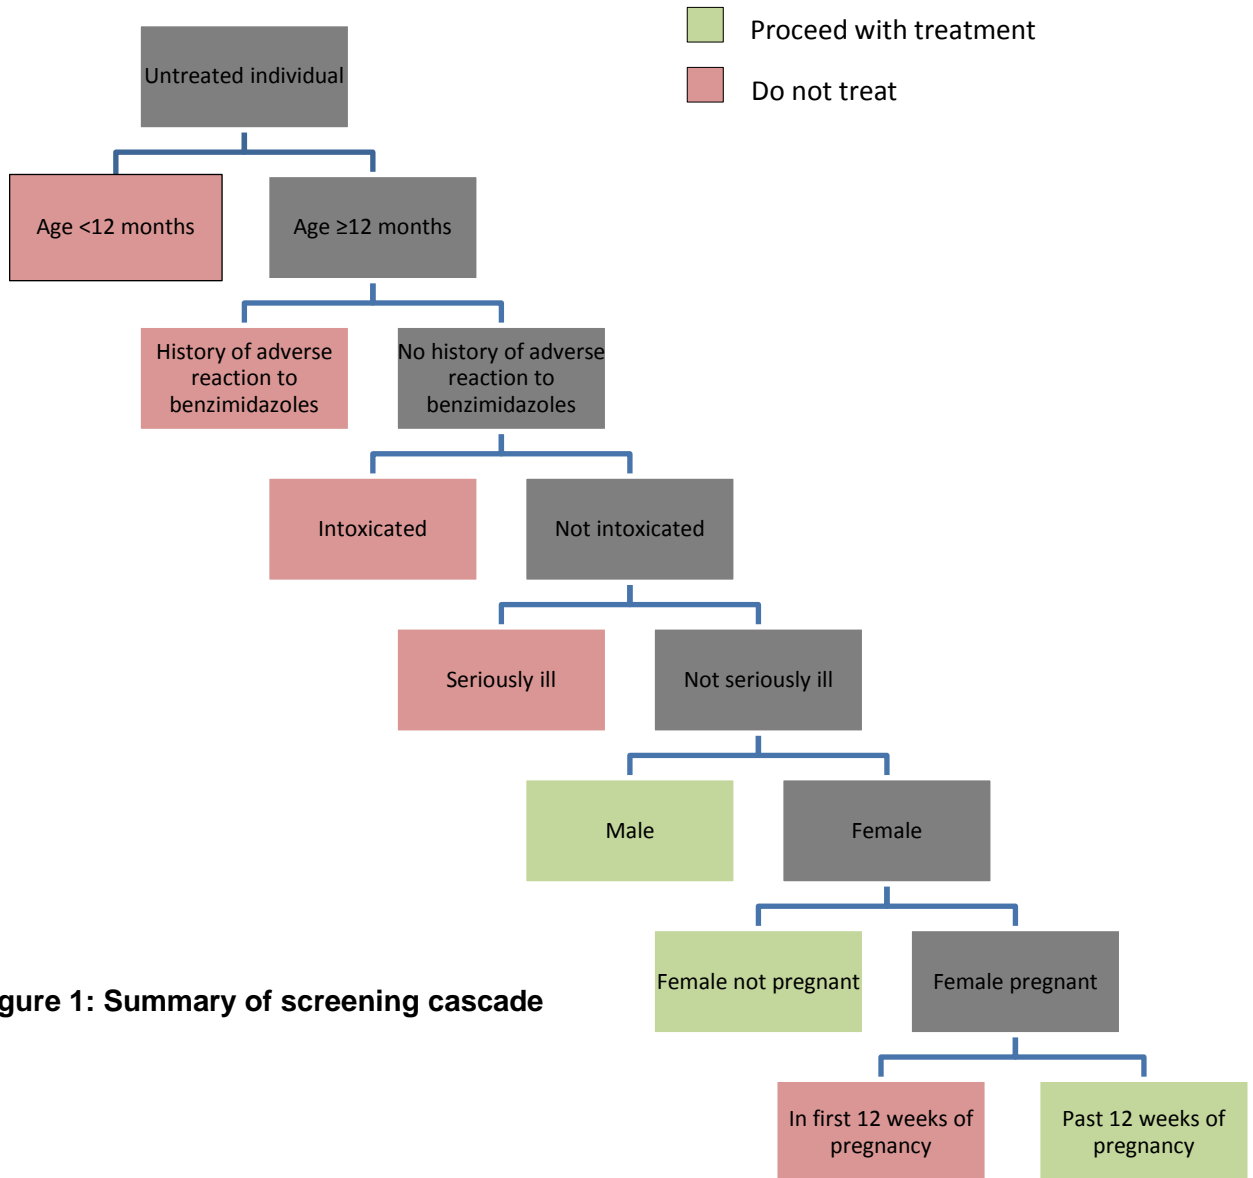 Proceed with treatment
Do not treat
Untreated individual
Age <12 months
Age ≥12 months
History of adverse
reaction to
benzimidazoles
No history of adverse
reaction to
benzimidazoles
Intoxicated
Not intoxicated
Seriously ill
Not seriously ill
Male
Female
Female not pregnant
Female pregnant
gure 1: Summary of screening cascade
In first 12 weeks of
pregnancy
Past 12 weeks of
pregnancy